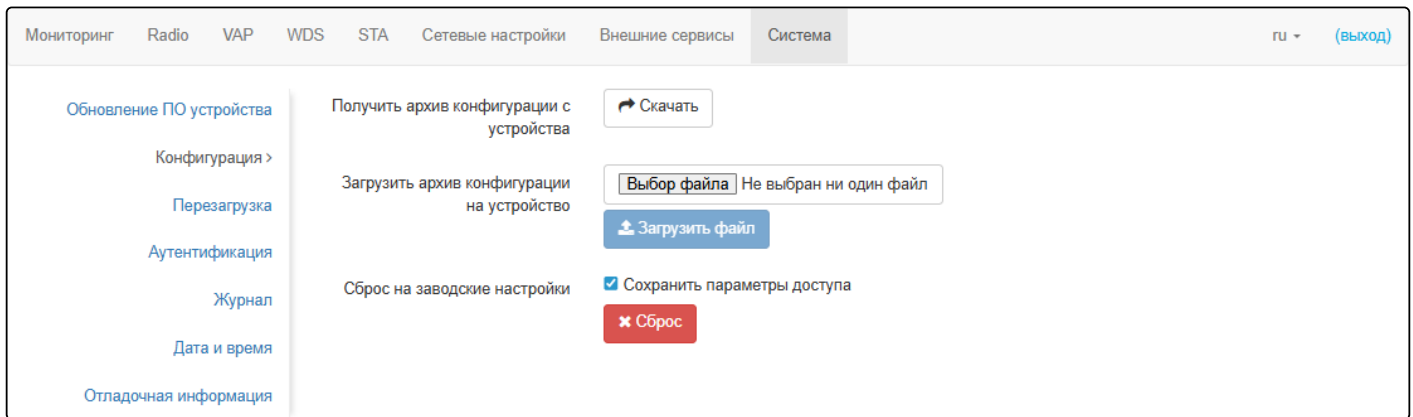 Мониторинг Radio VAP WDS STA Сетевые настройки Внешние сервисы Система ru (выход)
Обновление ПО устройства
Конфигурация >
Перезагрузка
Аутентификация
Журнал
Дата и время
Отладочная информация
Получить архив конфигурации с
устройства
Скачать
Загрузить архив конфигурации
на устройство
Выбор файла Не выбран ни один файл
Загрузить файл
Сброс на заводские настройки
Сохранить параметры доступа
Сброс